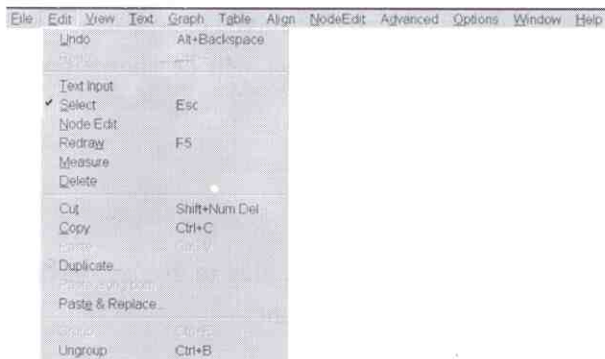 File Edit View Text Graph Table Align NodeEdit Advanced Options Window Help
Undo Alt+Backspace
Text Input
✔ Select Esc
Node Edit
Redraw F5
Measure
Delete
Cut Shift+Num Del
Copy Ctrl+C
Duplicate...
Paste & Replace...
Ungroup Ctrl+B